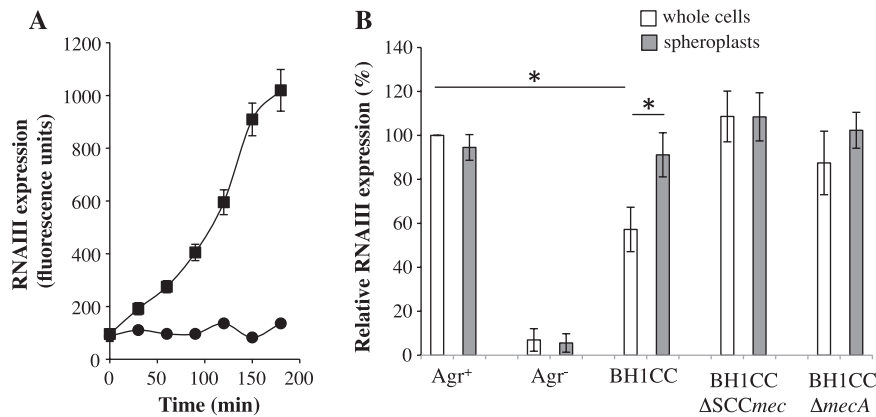 A
RNAIII expression
(fluorescence units)
1200
1000
800
600
400
200
0
0
50
100
150
200
Time (min)
B
whole cells
spheroplasts
Relative RNAIII expression (%)
140
120
100
80
60
40
20
0
*
*
Agr⁺
Agr⁻
BH1CC
BH1CC
ΔSCCmec
BH1CC
ΔmecA